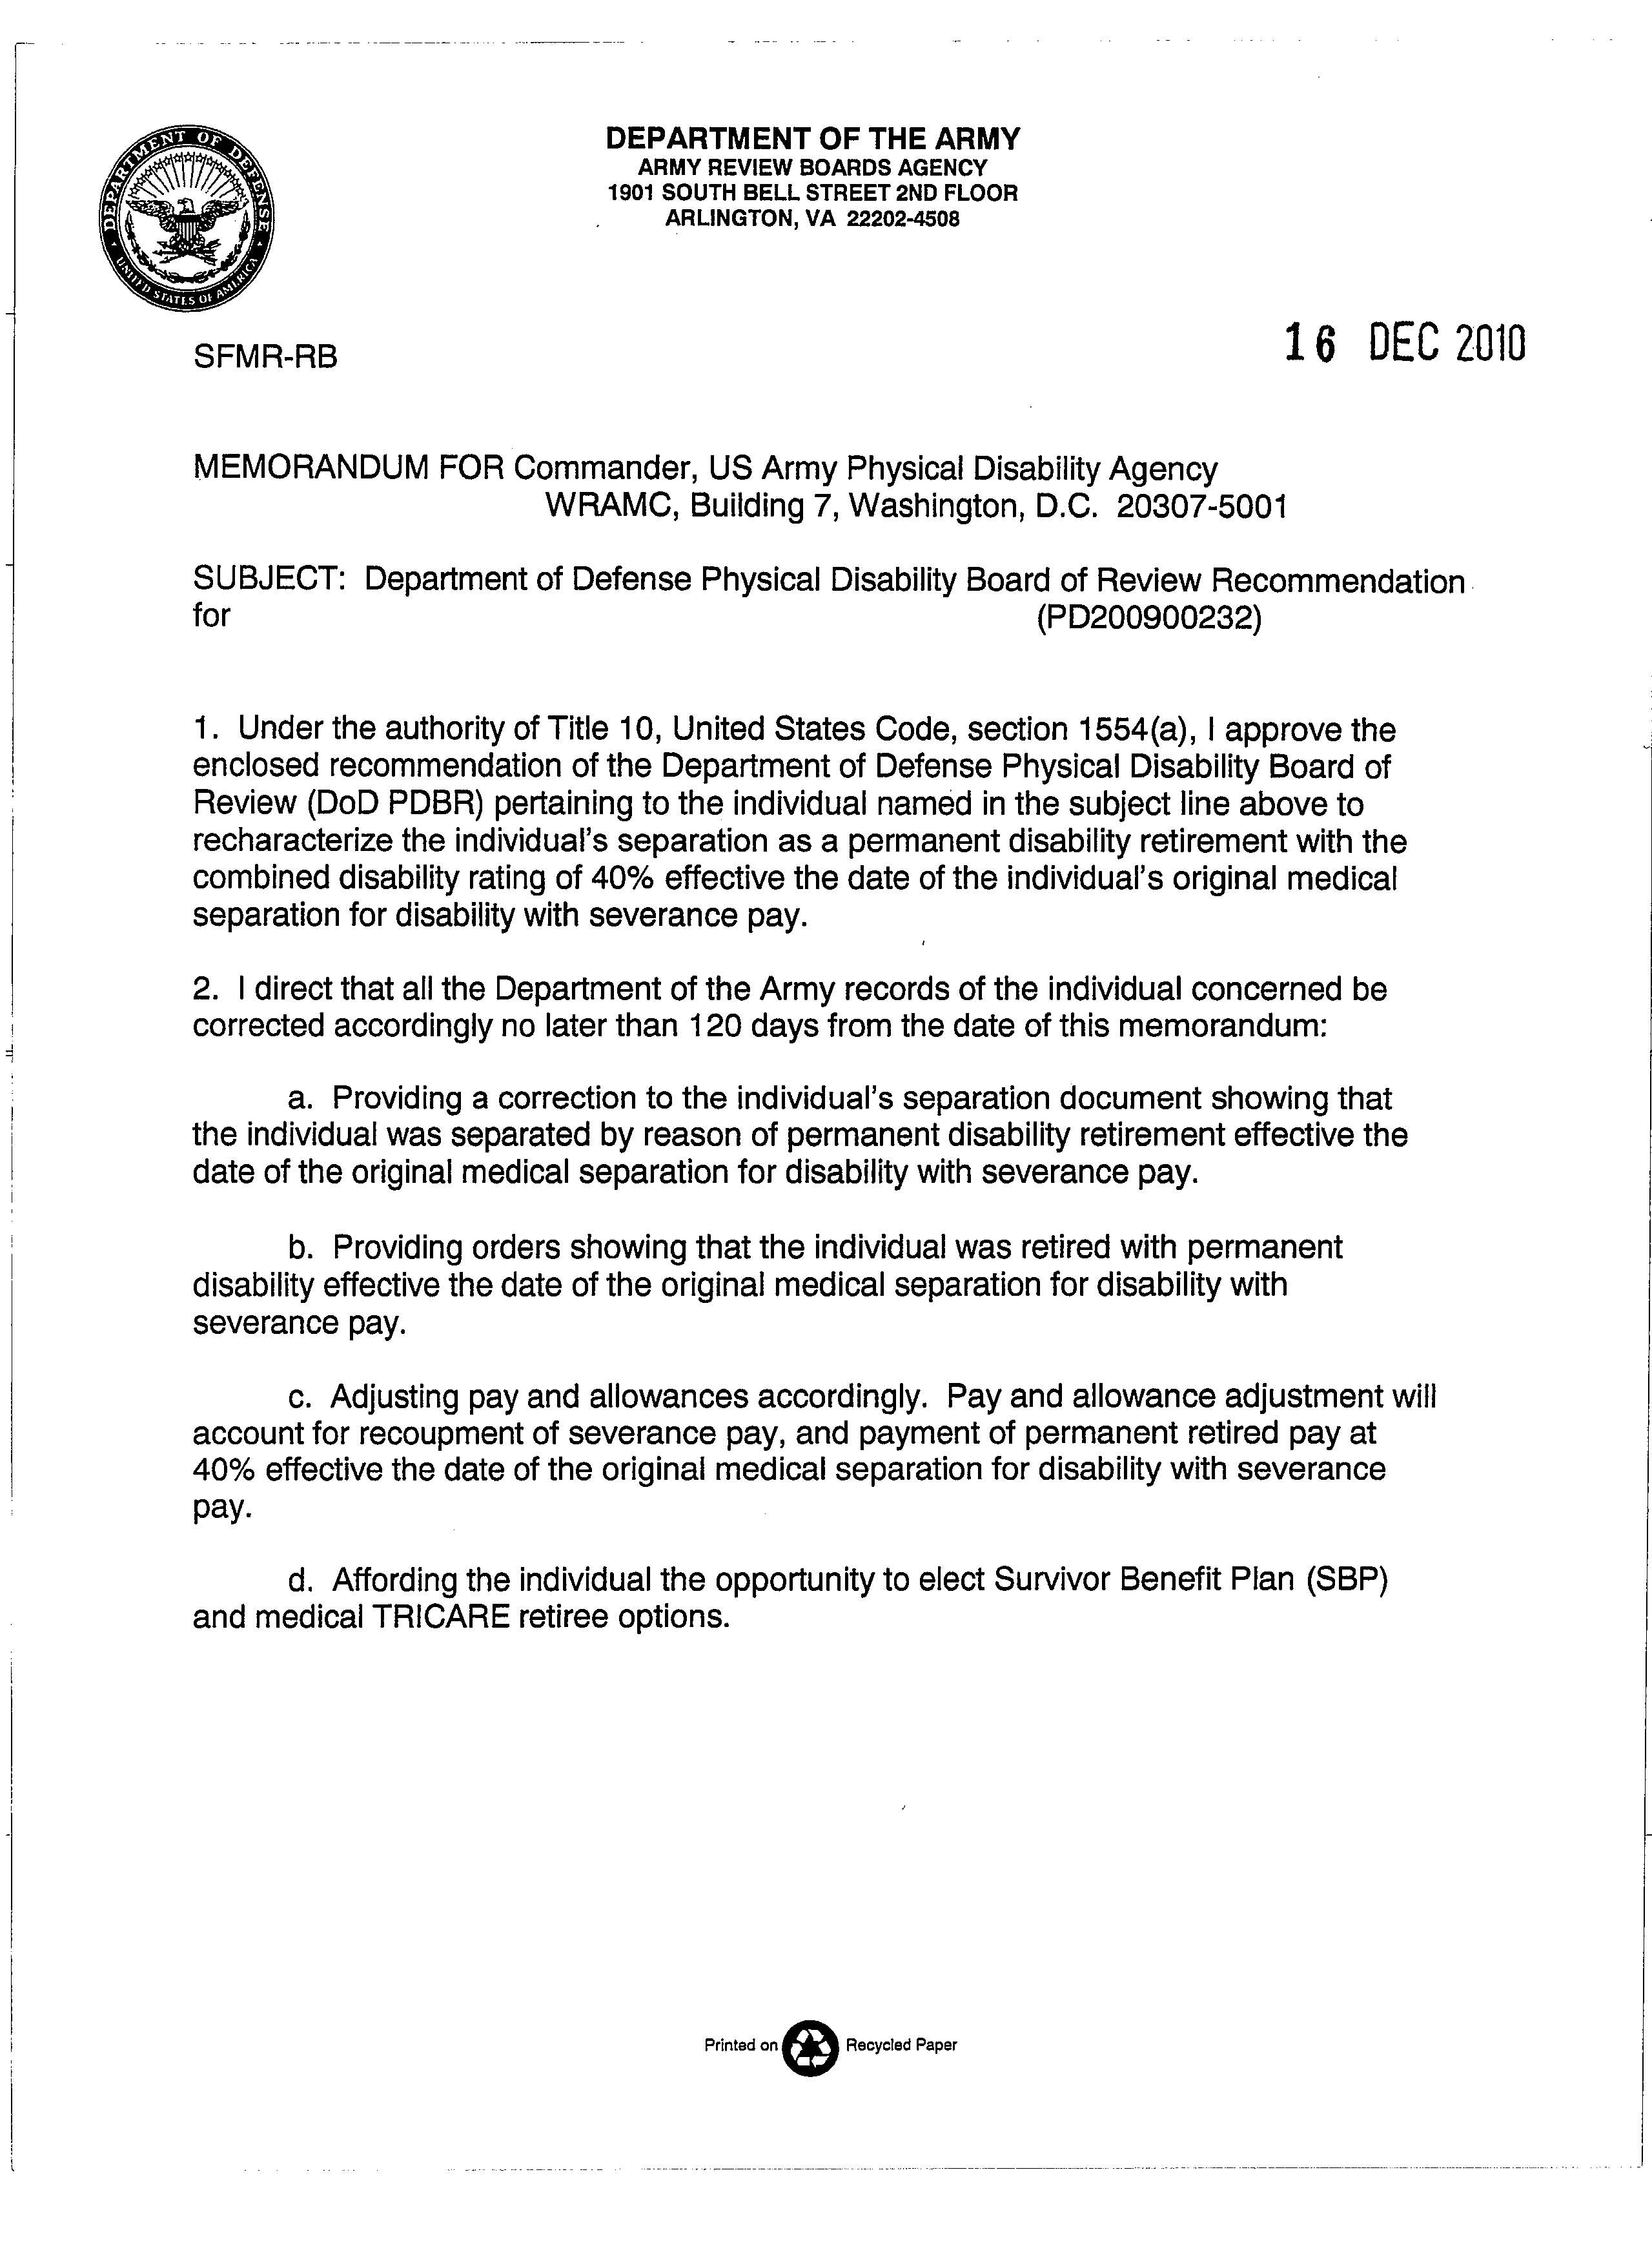 DEPARTMENT OF DEFENSE
UNITED STATES OF AMERICA
DEPARTMENT OF THE ARMY
ARMY REVIEW BOARDS AGENCY
1901 SOUTH BELL STREET 2ND FLOOR
ARLINGTON, VA 22202-4508
SFMR-RB
16 DEC 2010
MEMORANDUM FOR Commander, US Army Physical Disability Agency
WRAMC, Building 7, Washington, D.C. 20307-5001
SUBJECT: Department of Defense Physical Disability Board of Review Recommendation
for (PD200900232)
1. Under the authority of Title 10, United States Code, section 1554(a), I approve the
enclosed recommendation of the Department of Defense Physical Disability Board of
Review (DoD PDBR) pertaining to the individual named in the subject line above to
recharacterize the individual's separation as a permanent disability retirement with the
combined disability rating of 40% effective the date of the individual's original medical
separation for disability with severance pay.
2. I direct that all the Department of the Army records of the individual concerned be
corrected accordingly no later than 120 days from the date of this memorandum:
a. Providing a correction to the individual's separation document showing that
the individual was separated by reason of permanent disability retirement effective the
date of the original medical separation for disability with severance pay.
b. Providing orders showing that the individual was retired with permanent
disability effective the date of the original medical separation for disability with
severance pay.
c. Adjusting pay and allowances accordingly. Pay and allowance adjustment will
account for recoupment of severance pay, and payment of permanent retired pay at
40% effective the date of the original medical separation for disability with severance
pay.
d. Affording the individual the opportunity to elect Survivor Benefit Plan (SBP)
and medical TRICARE retiree options.
Printed on Recycled Paper